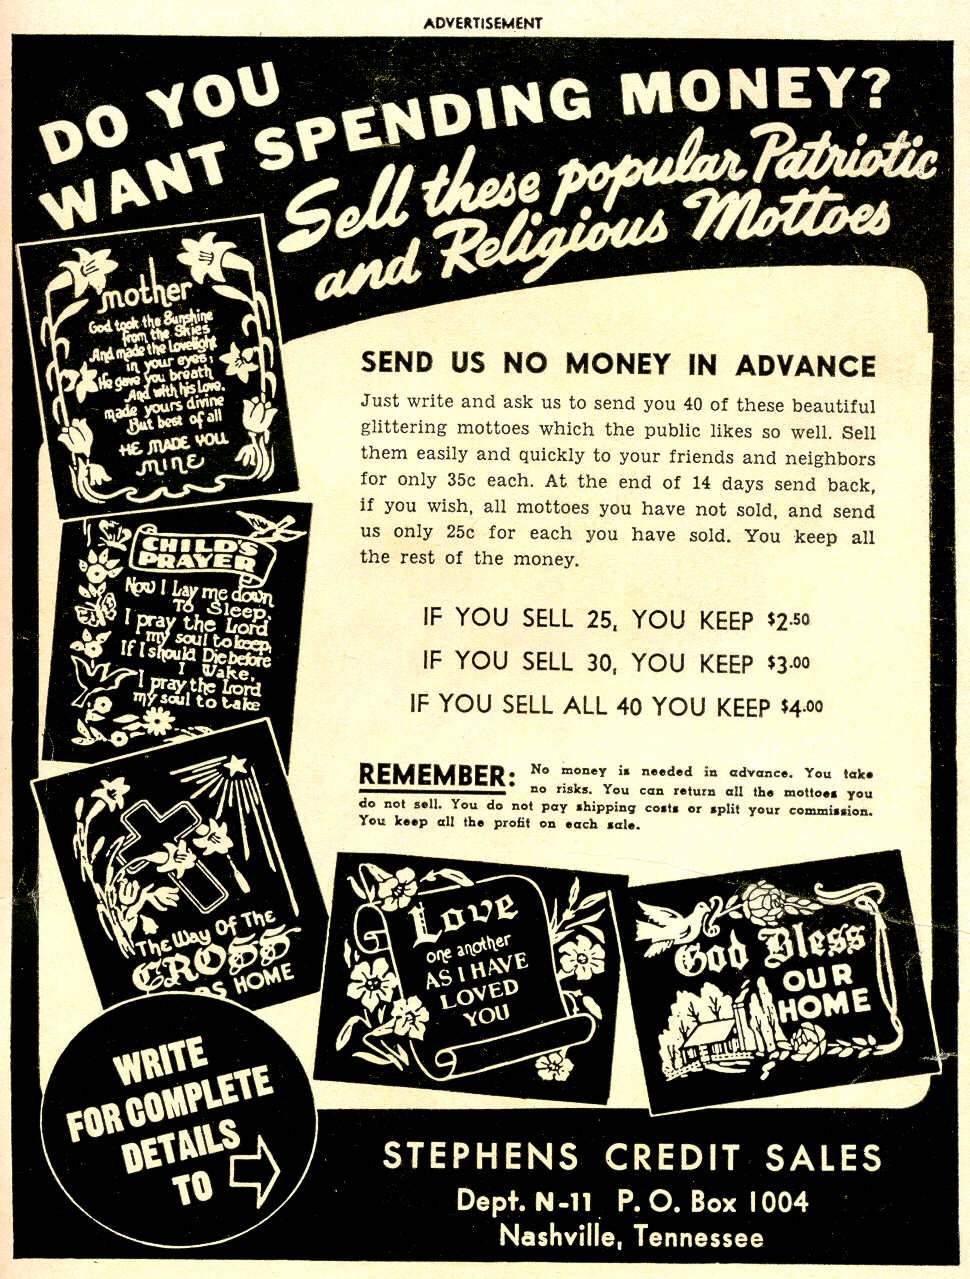 ADVERTISEMENT
DO YOU
WANT SPENDING MONEY?
Sell these popular Patriotic
and Religious Mottoes
mother
God took the Sunshine
from the Skies
And made the Lovelight
in your eyes;
He gave you breath
And with his Love.
made yours divine
But best of all
HE MADE YOU
MINE
CHILD'S
PRAYER
Now I Lay me down
TO Sleep,
I pray the Lord
my soul to keep,
If I should Die before
I Wake,
I pray the Lord
my soul to take
The Way Of The
CROSS
DS HOME
SEND US NO MONEY IN ADVANCE
Just write and ask us to send you 40 of these beautiful
glittering mottoes which the public likes so well. Sell
them easily and quickly to your friends and neighbors
for only 35c each. At the end of 14 days send back,
if you wish, all mottoes you have not sold, and send
us only 25c for each you have sold. You keep all
the rest of the money.
IF YOU SELL 25, YOU KEEP $2.50
IF YOU SELL 30, YOU KEEP $3.00
IF YOU SELL ALL 40 YOU KEEP $4.00
REMEMBER: No money is needed in advance. You take
no risks. You can return all the mottoes you
do not sell. You do not pay shipping costs or split your commission.
You keep all the profit on each sale.
Love
one another
AS I HAVE
LOVED
YOU
God Bless
OUR
HOME
WRITE
FOR COMPLETE
DETAILS
TO
STEPHENS CREDIT SALES
Dept. N-11 P. O. Box 1004
Nashville, Tennessee